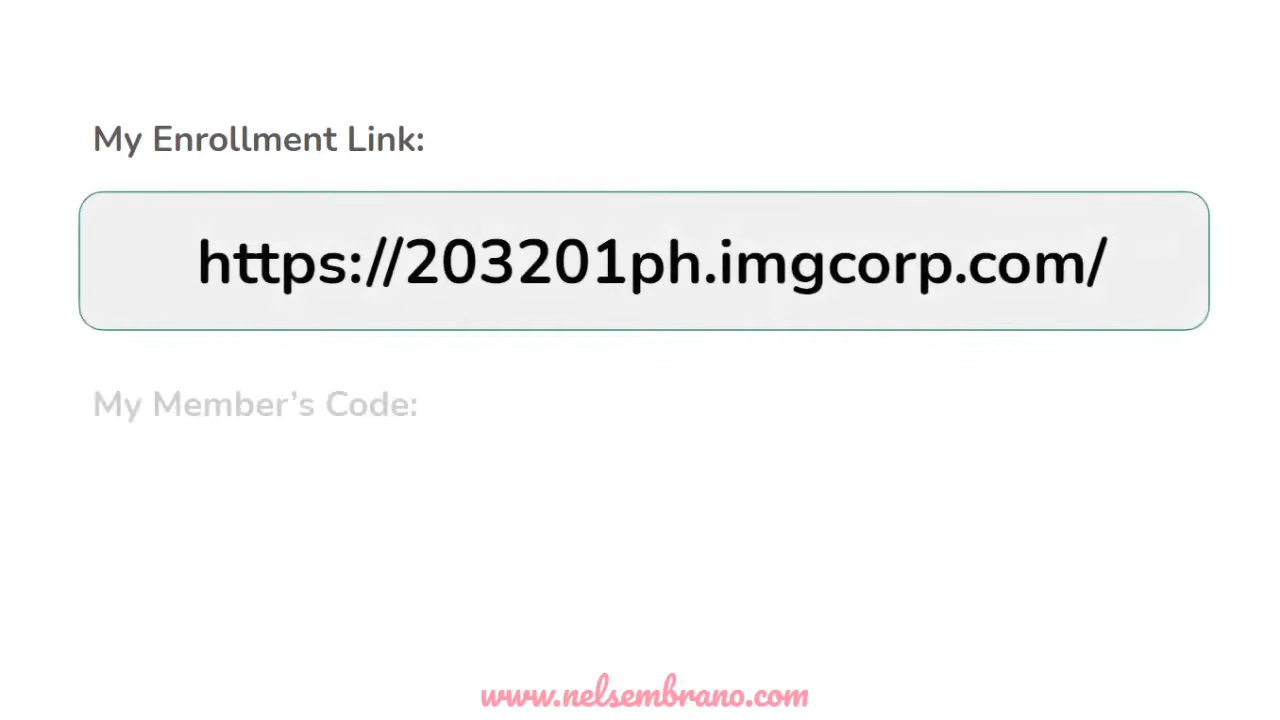 My Enrollment Link:
https://203201ph.imgcorp.com/
My Member’s Code:
www.nelsembrano.com